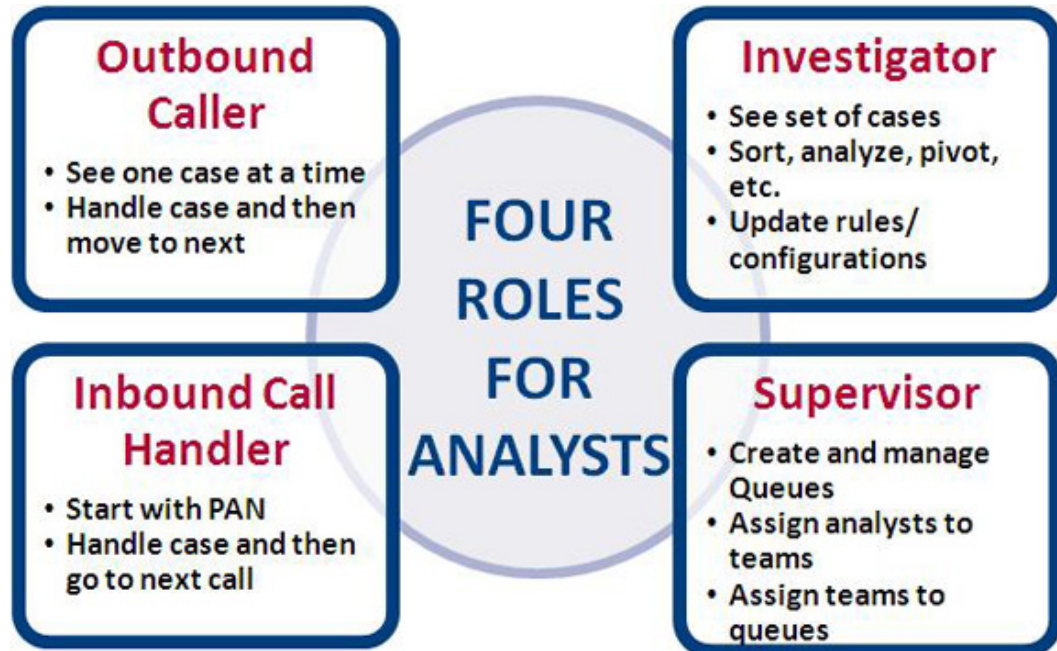 Outbound
Caller
• See one case at a time
• Handle case and then
move to next
Investigator
• See set of cases
• Sort, analyze, pivot,
etc.
• Update rules/
configurations
FOUR
ROLES
FOR
ANALYSTS
Inbound Call
Handler
• Start with PAN
• Handle case and then
go to next call
Supervisor
• Create and manage
Queues
• Assign analysts to
teams
• Assign teams to
queues